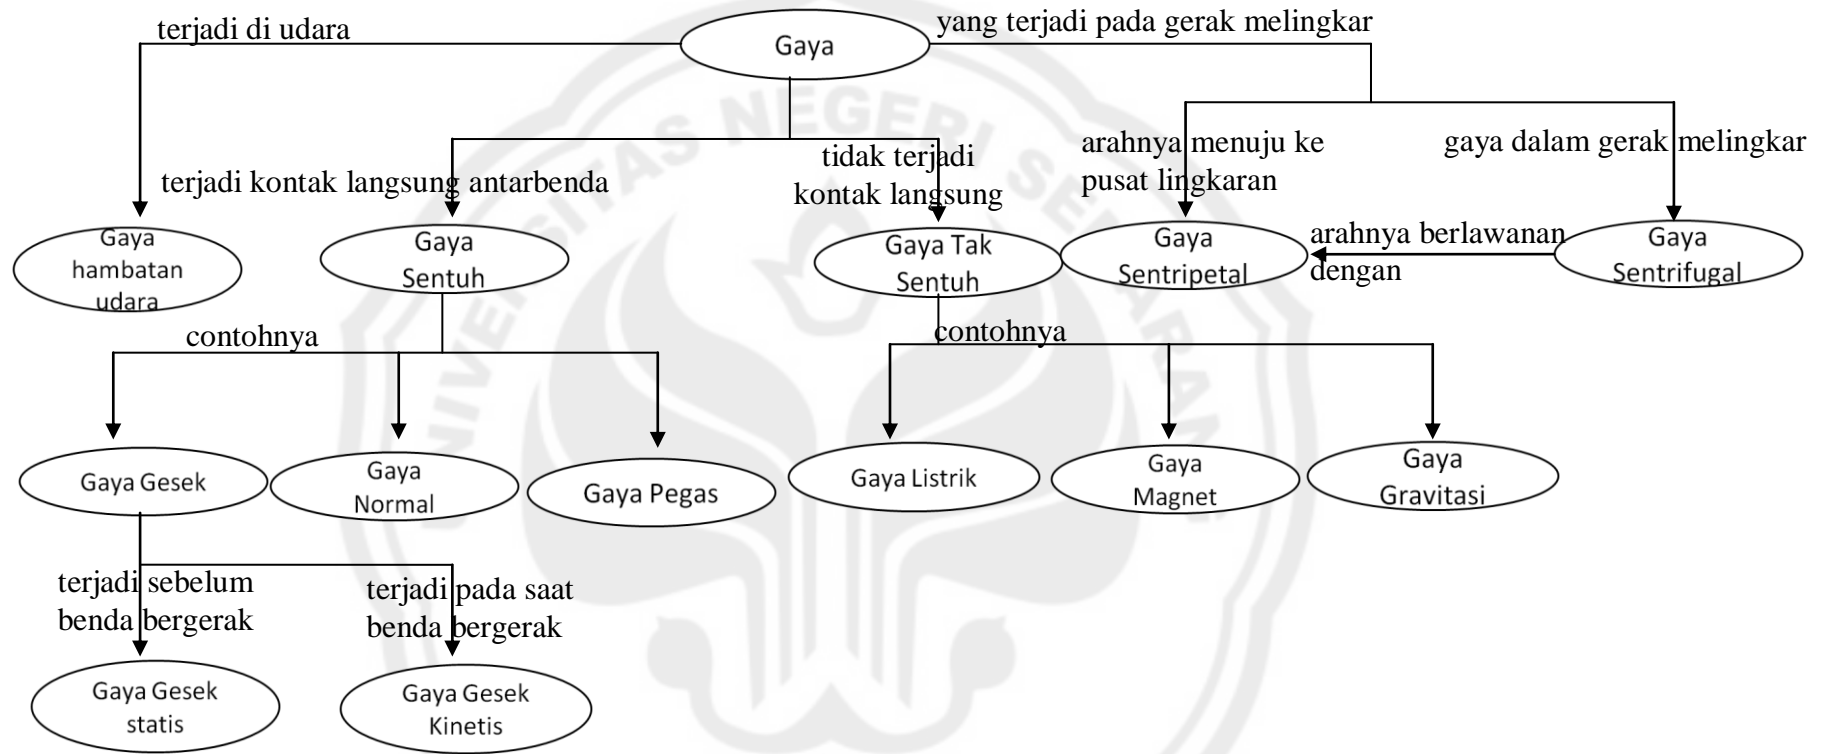 terjadi di udara
Gaya
yang terjadi pada gerak melingkar
terjadi kontak langsung antarbenda
tidak terjadi
kontak langsung
arahnya menuju ke
pusat lingkaran
gaya dalam gerak melingkar
Gaya
hambatan
udara
Gaya
Sentuh
Gaya Tak
Sentuh
Gaya
Sentripetal
arahnya berlawanan
dengan
Gaya
Sentrifugal
contohnya
contohnya
Gaya Gesek
Gaya
Normal
Gaya Pegas
Gaya Listrik
Gaya
Magnet
Gaya
Gravitasi
terjadi sebelum
benda bergerak
terjadi pada saat
benda bergerak
Gaya Gesek
statis
Gaya Gesek
Kinetis
UNIVERSITAS NEGERI SEMARANG